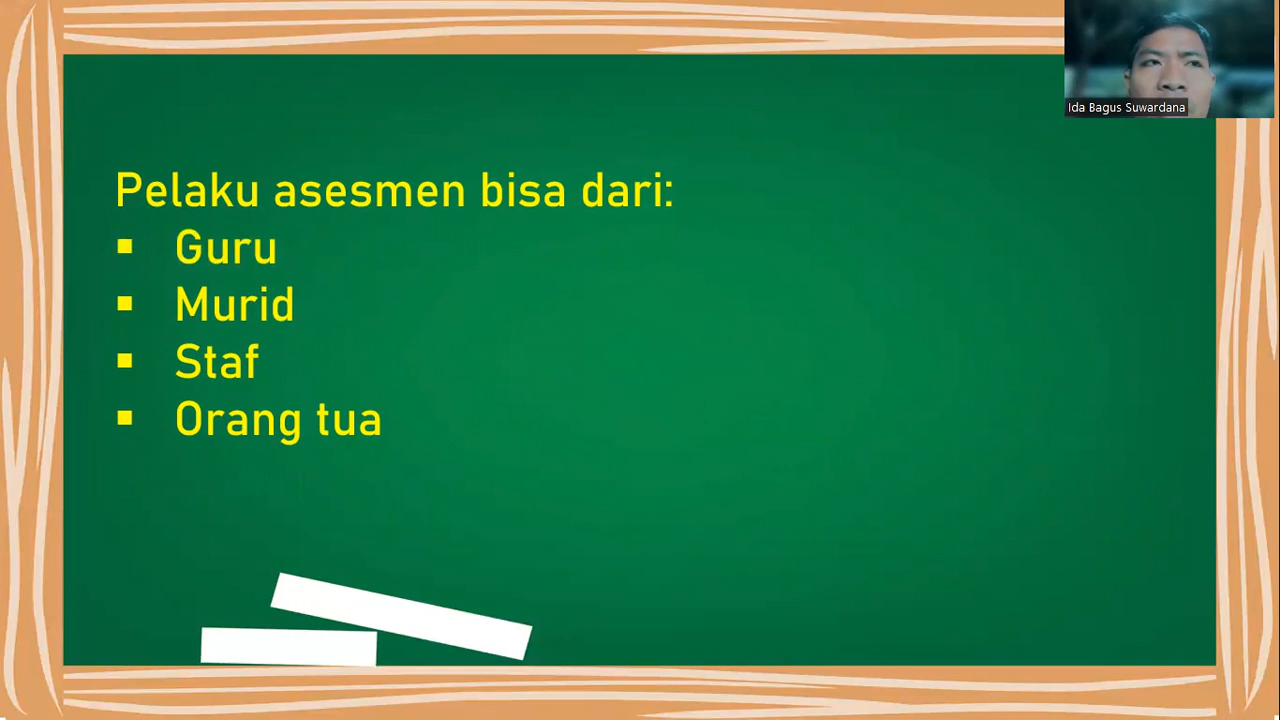 Ida Bagus Suwardana
Pelaku asesmen bisa dari:
▪ Guru
▪ Murid
▪ Staf
▪ Orang tua